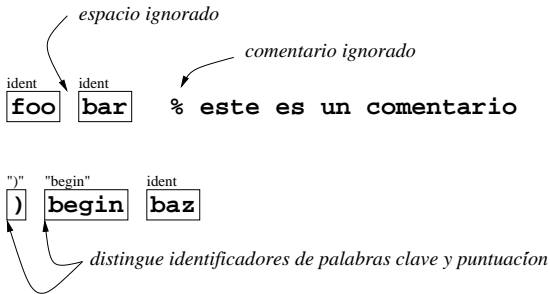 espacio ignorado
comentario ignorado
ident ident
foo bar % este es un comentario
")" "begin" ident
) begin baz
distingue identificadores de palabras clave y puntuacíon